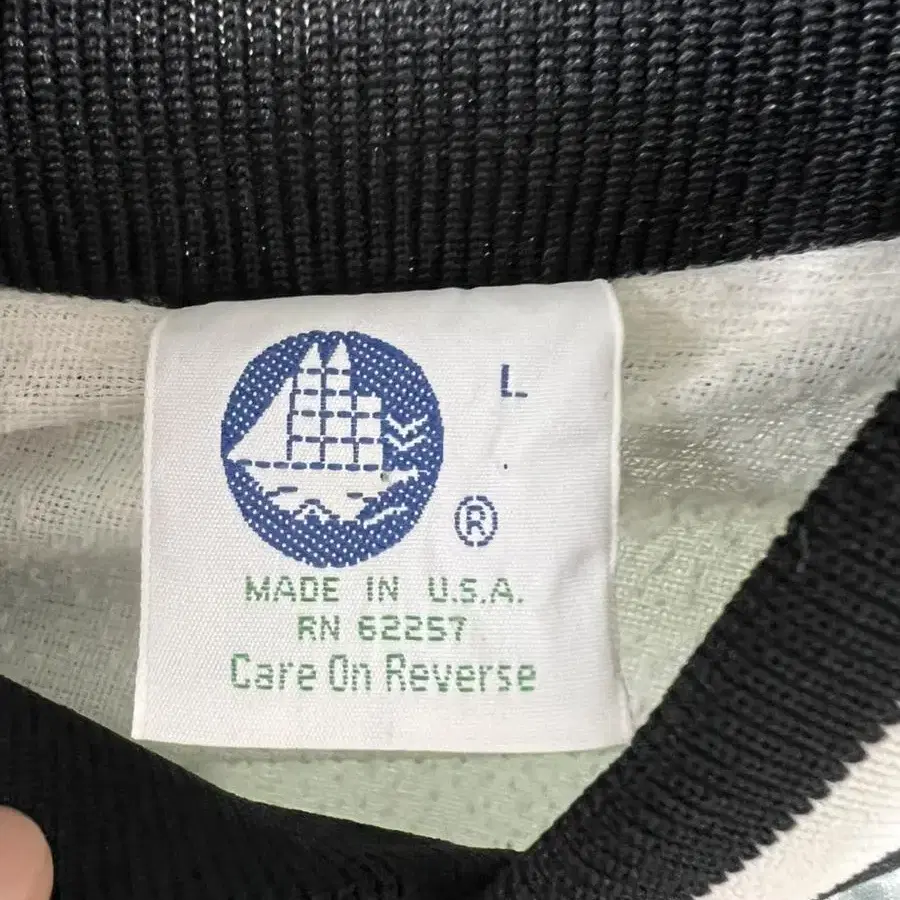 L
®
MADE IN U.S.A.
RN 62257
Care On Reverse